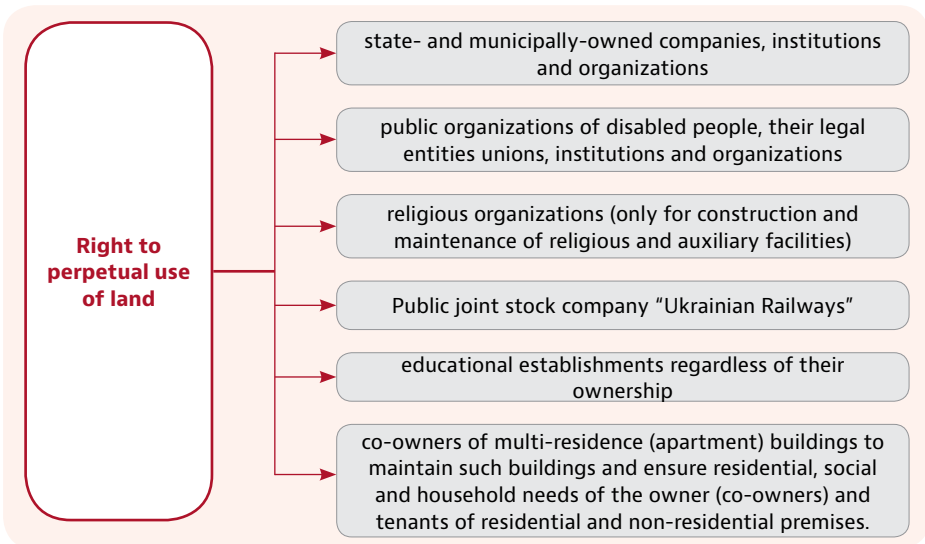 Right to
perpetual use
of land
state- and municipally-owned companies, institutions
and organizations
public organizations of disabled people, their legal
entities unions, institutions and organizations
religious organizations (only for construction and
maintenance of religious and auxiliary facilities)
Public joint stock company “Ukrainian Railways”
educational establishments regardless of their
ownership
co-owners of multi-residence (apartment) buildings to
maintain such buildings and ensure residential, social
and household needs of the owner (co-owners) and
tenants of residential and non-residential premises.